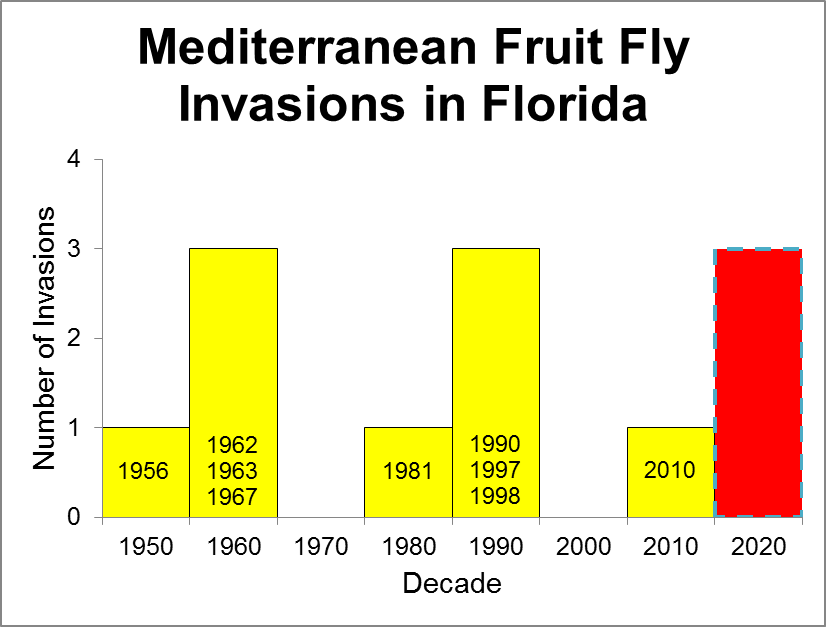 Mediterranean Fruit Fly
Invasions in Florida
Number of Invasions
4
3
2
1
0
1956
1962
1963
1967
1981
1990
1997
1998
2010
1950 1960 1970 1980 1990 2000 2010 2020
Decade